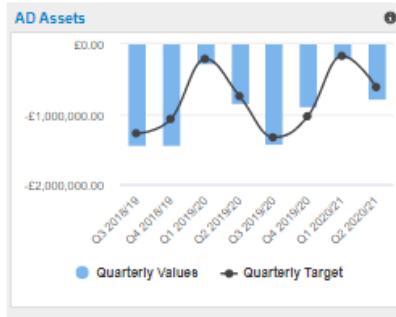 AD Assets
£0.00
-£1,000,000.00
-£2,000,000.00
Q3 2018/19
Q4 2018/19
Q1 2019/20
Q2 2019/20
Q3 2019/20
Q4 2019/20
Q1 2020/21
Q2 2020/21
Quarterly Values Quarterly Target